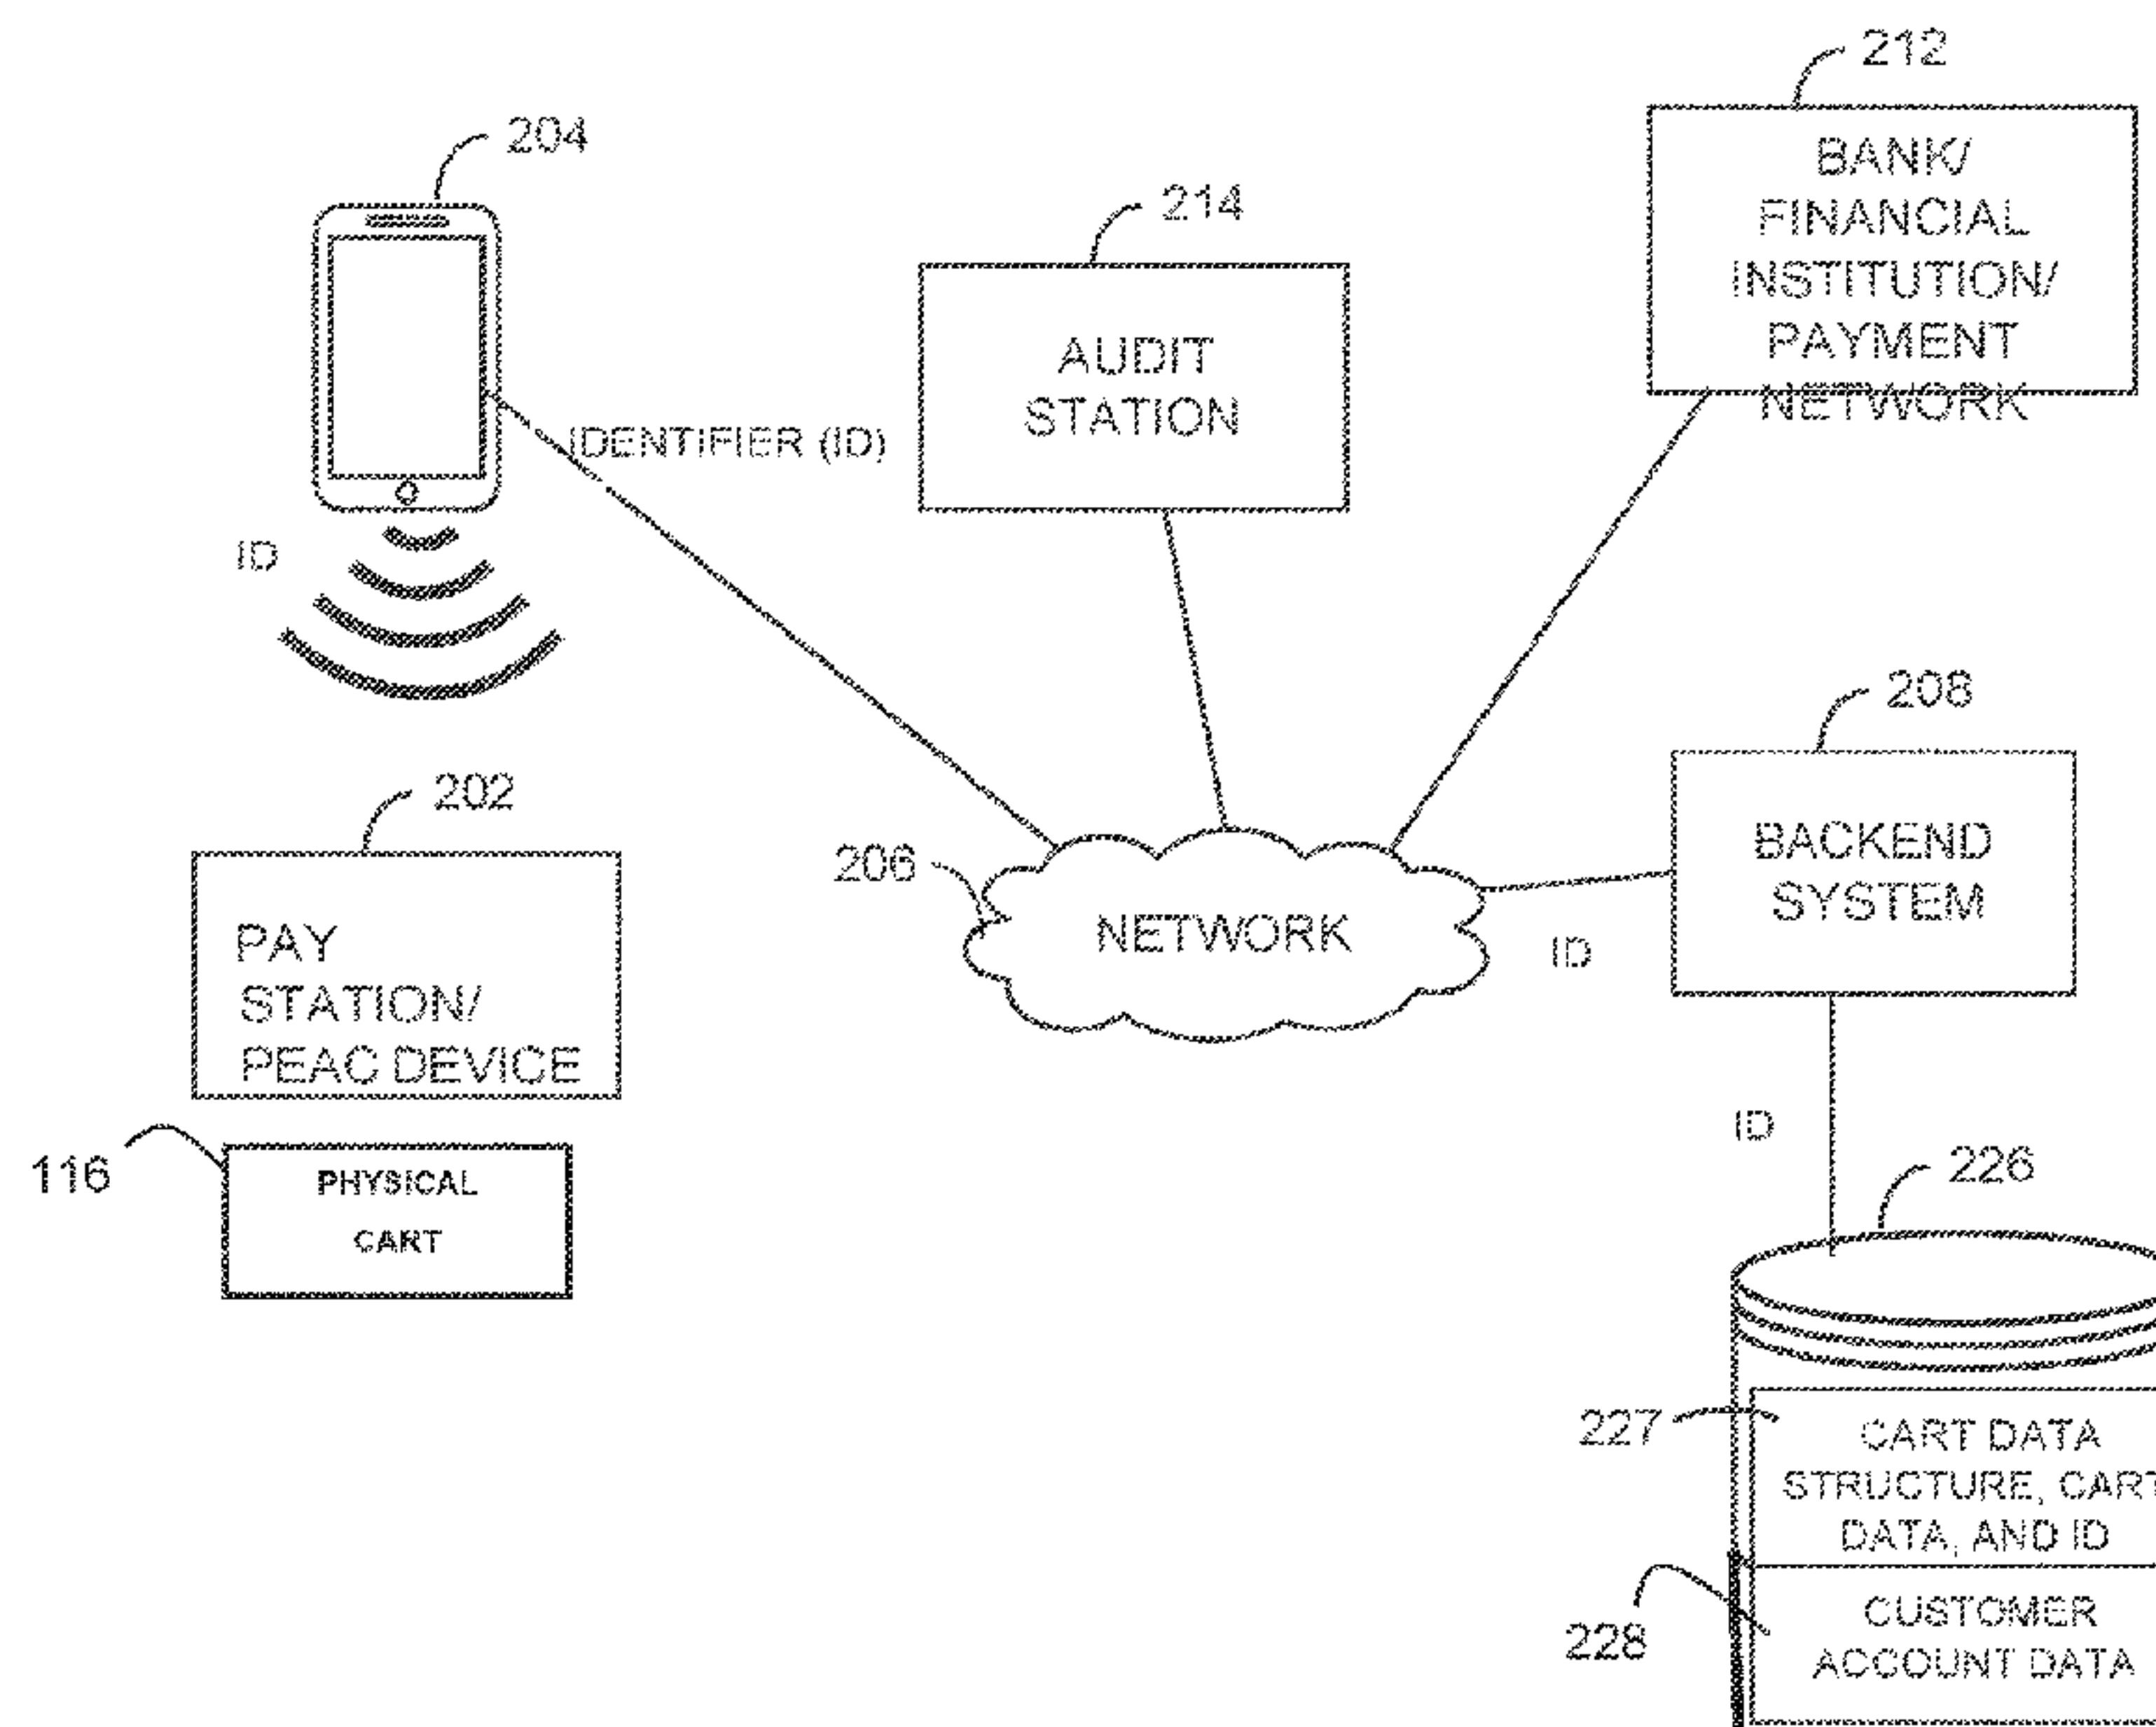 212
BANK/
FINANCIAL
INSTITUTION/
PAYMENT
NETWORK
204
214
AUDIT
STATION
IDENTIFIER (ID)
ID
208
BACKEND
SYSTEM
202
PAY
STATION/
PEAC DEVICE
206
NETWORK
ID
116
PHYSICAL
CART
ID
226
227
CART DATA
STRUCTURE, CART
DATA, AND ID
228
CUSTOMER
ACCOUNT DATA